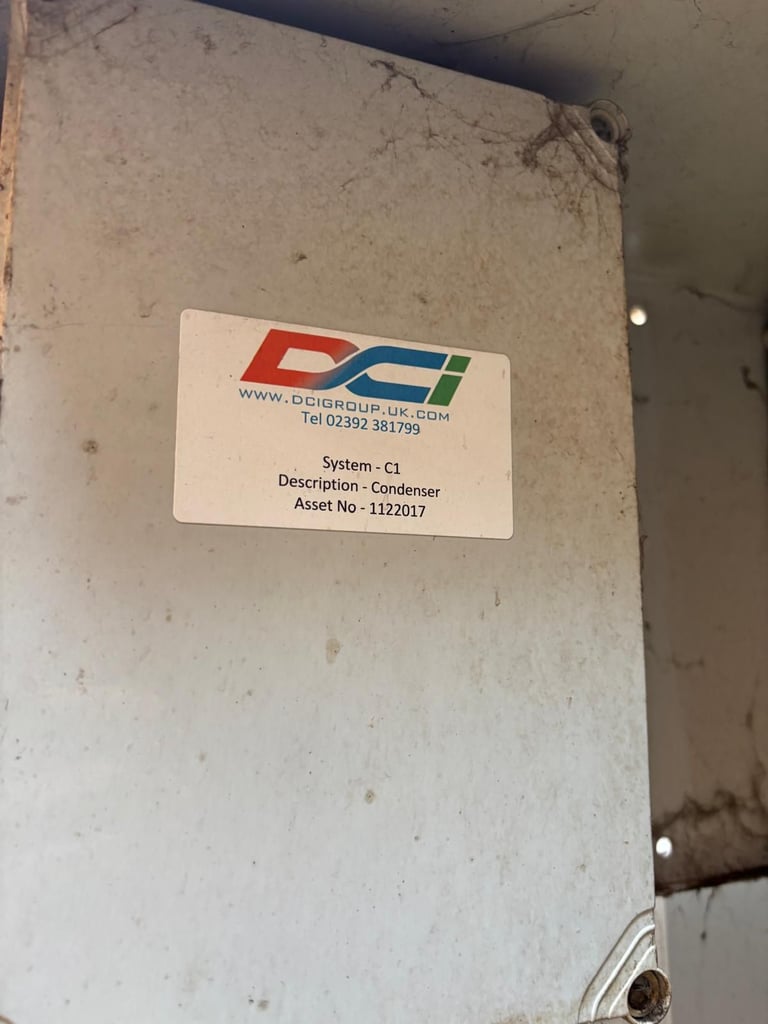 DCi
WWW.DCIGROUP.UK.COM
Tel 02392 381799
System - C1
Description - Condenser
Asset No - 1122017